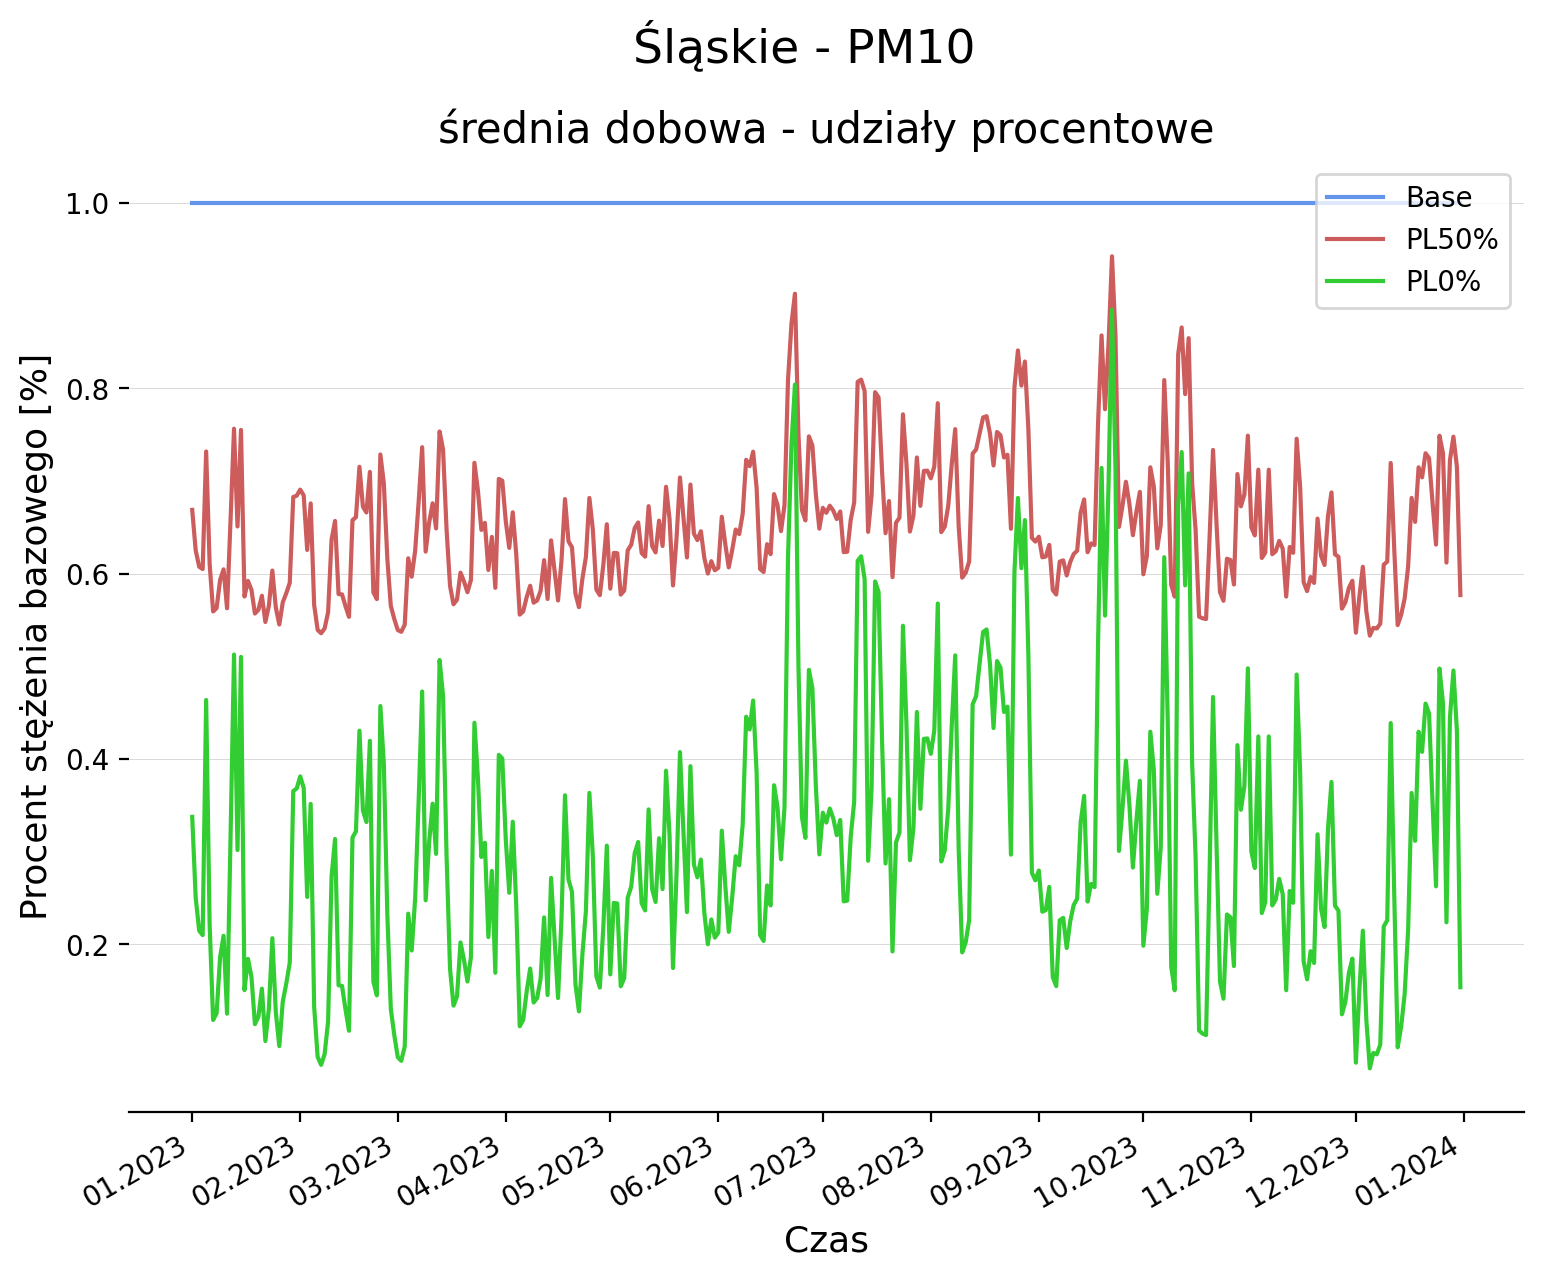 Śląskie - PM10
średnia dobowa - udziały procentowe
Base
PL50%
PL0%
Procent stężenia bazowego [%]
1.0
0.8
0.6
0.4
0.2
01.2023
02.2023
03.2023
04.2023
05.2023
06.2023
07.2023
08.2023
09.2023
10.2023
11.2023
12.2023
01.2024
Czas